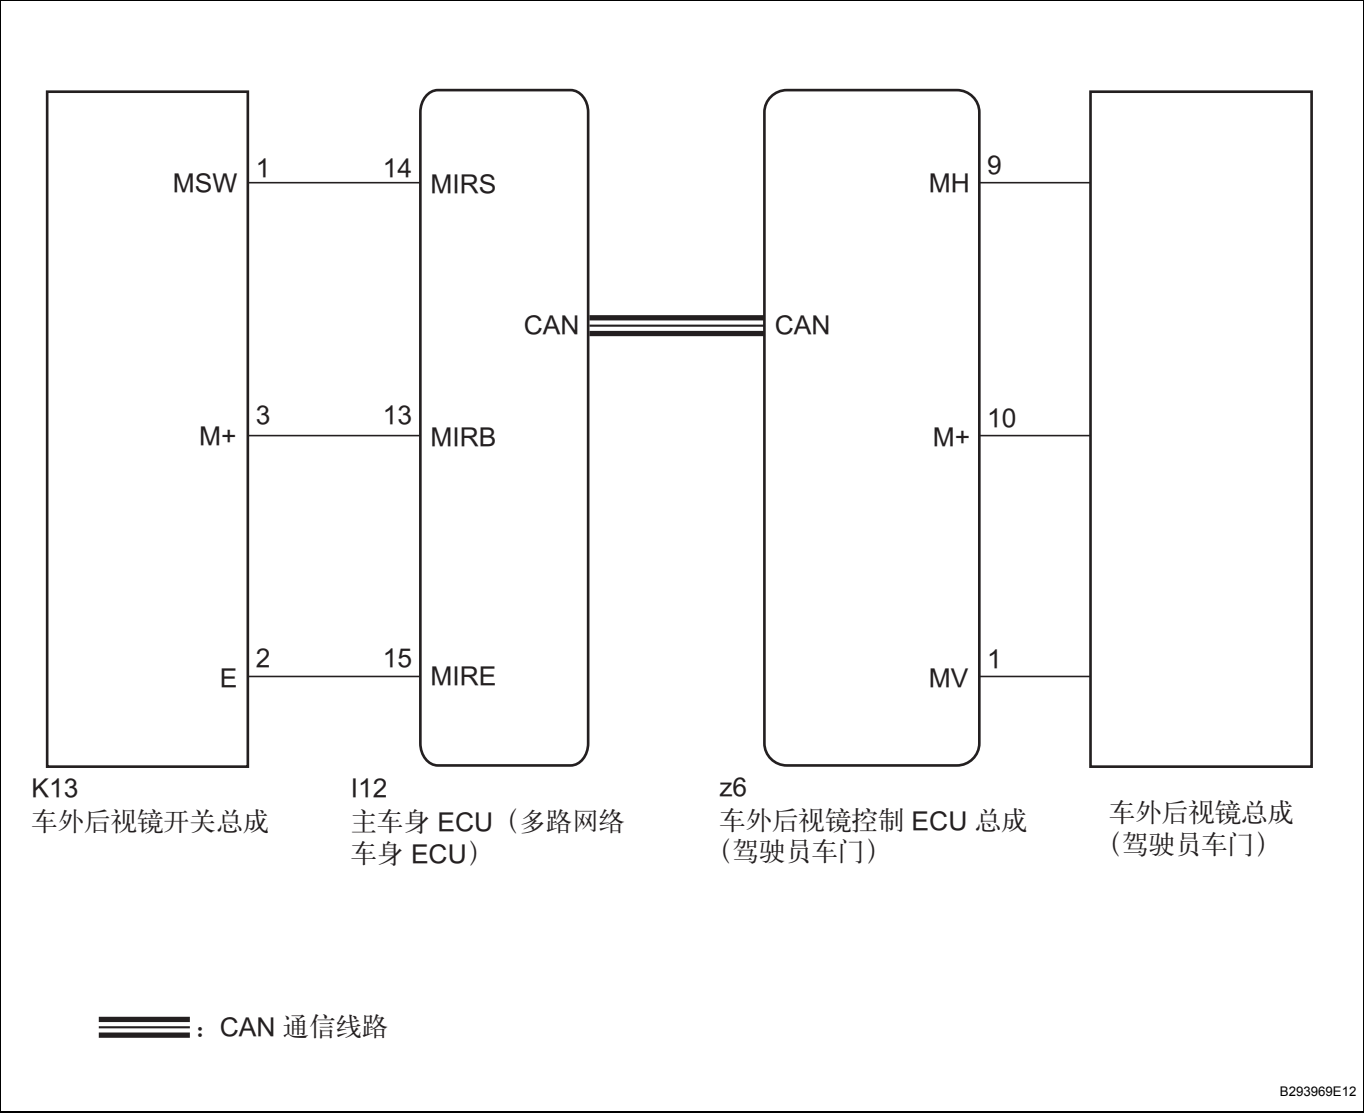 MSW 1 14 MIRS
MH 9
CAN CAN
M+ 3 13 MIRB
M+ 10
E 2 15 MIRE
MV 1
K13
车外后视镜开关总成
I12
主车身 ECU（多路网络
车身 ECU）
z6
车外后视镜控制 ECU 总成
（驾驶员车门）
车外后视镜总成
（驾驶员车门）
：CAN 通信线路
B293969E12